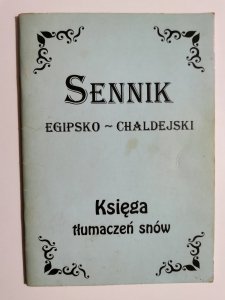 SENNIK
EGIPSKO ~ CHALDEJSKI
Księga
tłumaczeń snów